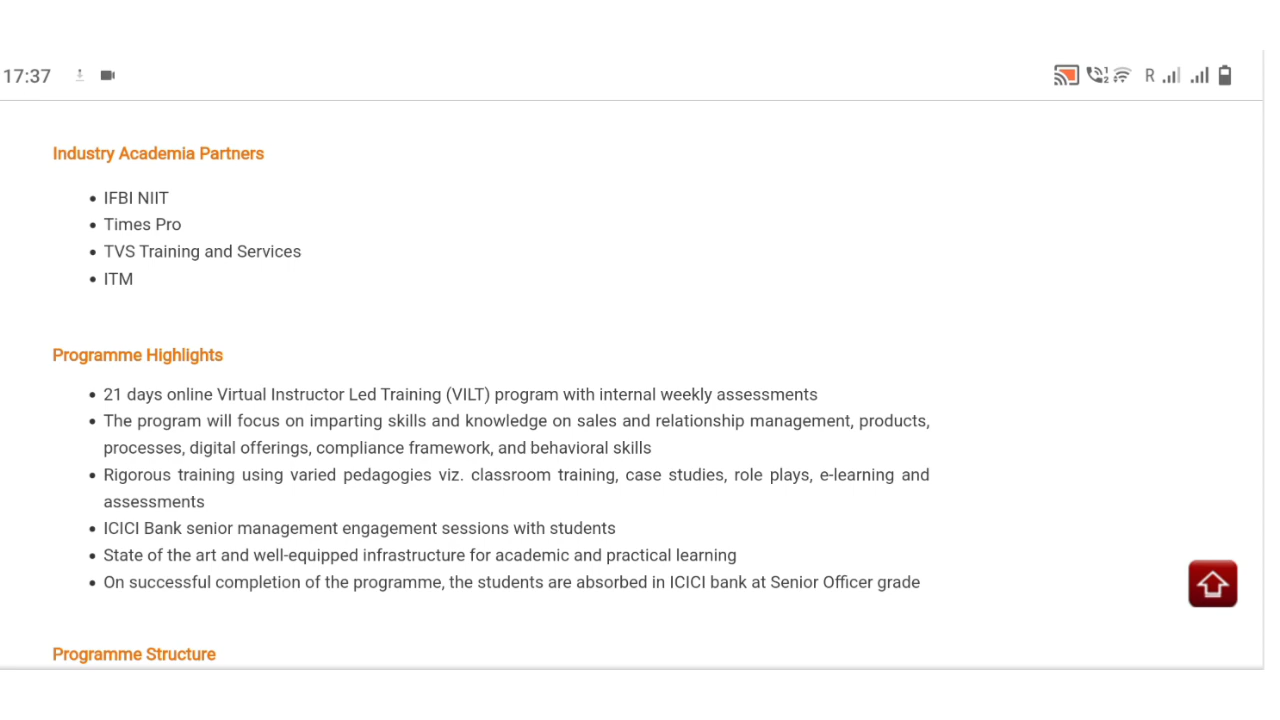 17:37
R
Industry Academia Partners
• IFBI NIIT
• Times Pro
• TVS Training and Services
• ITM
Programme Highlights
• 21 days online Virtual Instructor Led Training (VILT) program with internal weekly assessments
• The program will focus on imparting skills and knowledge on sales and relationship management, products,
processes, digital offerings, compliance framework, and behavioral skills
• Rigorous training using varied pedagogies viz. classroom training, case studies, role plays, e-learning and
assessments
• ICICI Bank senior management engagement sessions with students
• State of the art and well-equipped infrastructure for academic and practical learning
• On successful completion of the programme, the students are absorbed in ICICI bank at Senior Officer grade
Programme Structure